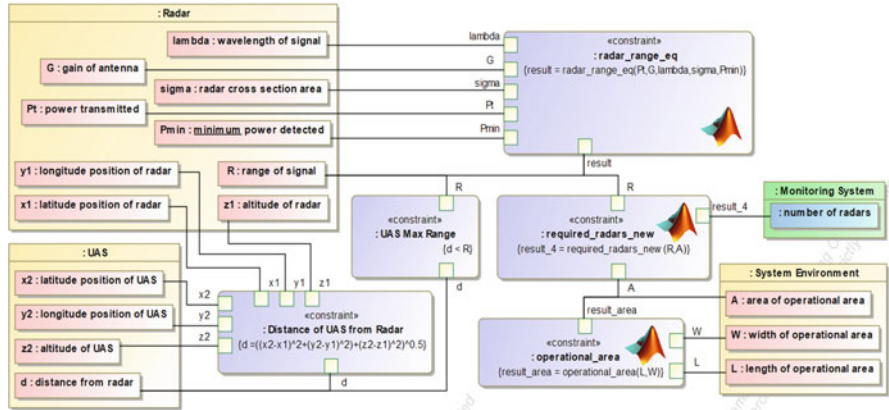 : Radar
lambda : wavelength of signal
G : gain of antenna
sigma : radar cross section area
Pt : power transmitted
Pmin : minimum power detected
y1 : longitude position of radar
R : range of signal
x1 : latitude position of radar
z1 : altitude of radar
lambda
G
sigma
Pt
Pmin
«constraint»
: radar_range_eq
{result = radar_range_eq(Pt,G,lambda,sigma,Pmin)}
result
R
R
«constraint»
: UAS Max Range
{d < R}
d
«constraint»
: required_radars_new
{result_4 = required_radars_new (R,A)}
result_4
A
: Monitoring System
: number of radars
: UAS
x2 : latitude position of UAS
y2 : longitude position of UAS
z2 : altitude of UAS
d : distance from radar
x2
y2
z2
x1
y1
z1
«constraint»
: Distance of UAS from Radar
{d =((x2-x1)^2+(y2-y1)^2)+(z2-z1)^2)^0.5}
d
result_area
«constraint»
: operational_area
{result_area = operational_area(L,W)}
W
L
: System Environment
A : area of operational area
W : width of operational area
L : length of operational area